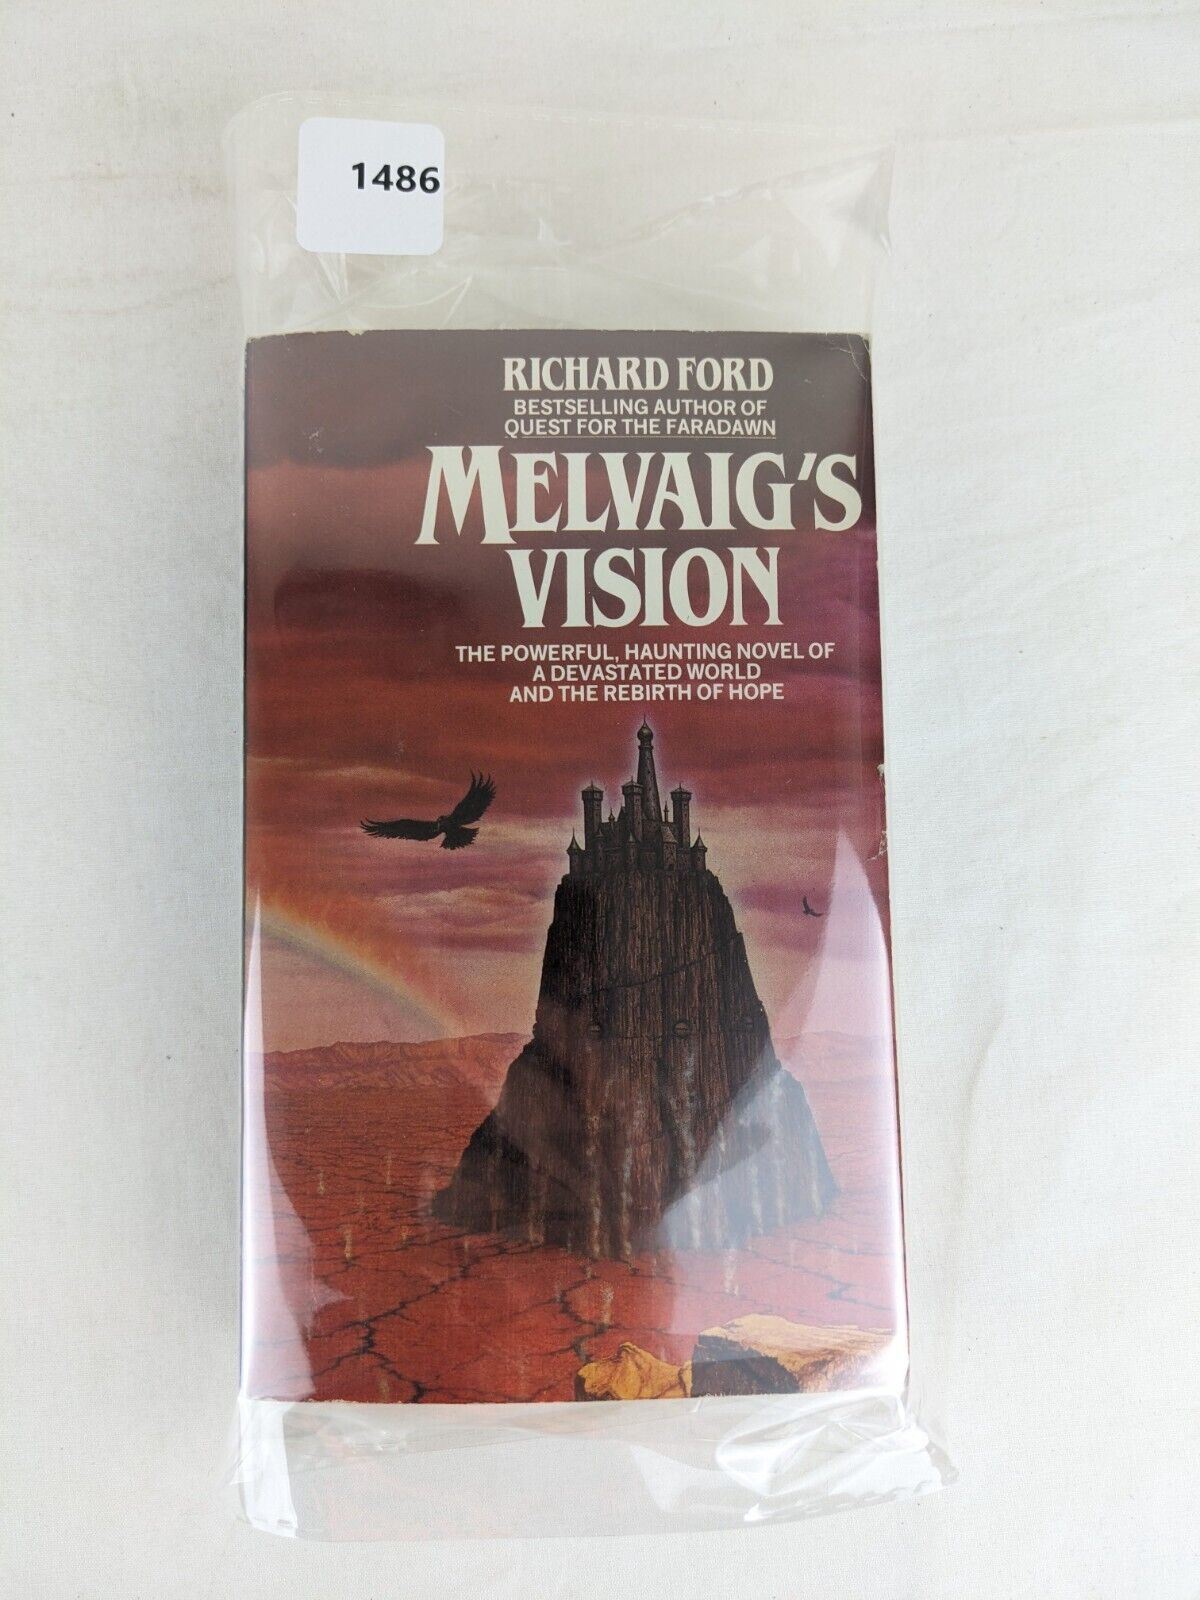 1486
RICHARD FORD
BESTSELLING AUTHOR OF
QUEST FOR THE FARADAWN
MELVAIG'S
VISION
THE POWERFUL, HAUNTING NOVEL OF
A DEVASTATED WORLD
AND THE REBIRTH OF HOPE